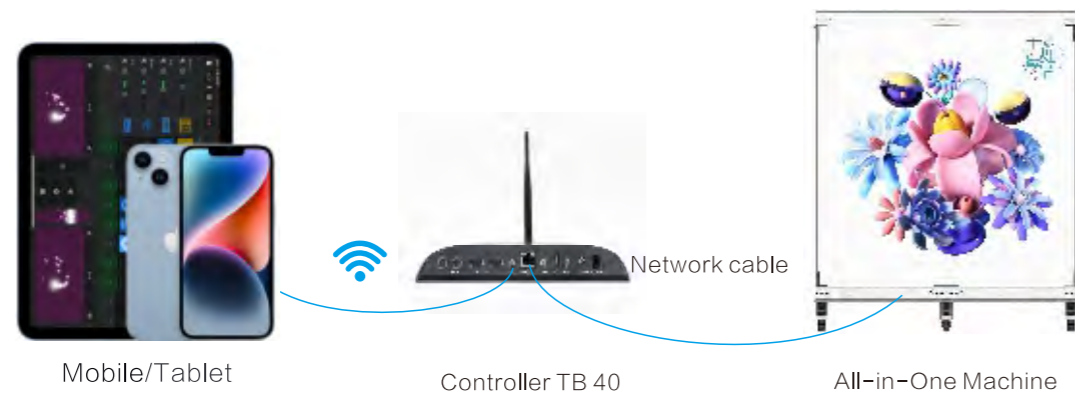 Network cable
Mobile/Tablet
Controller TB 40
All-in-One Machine